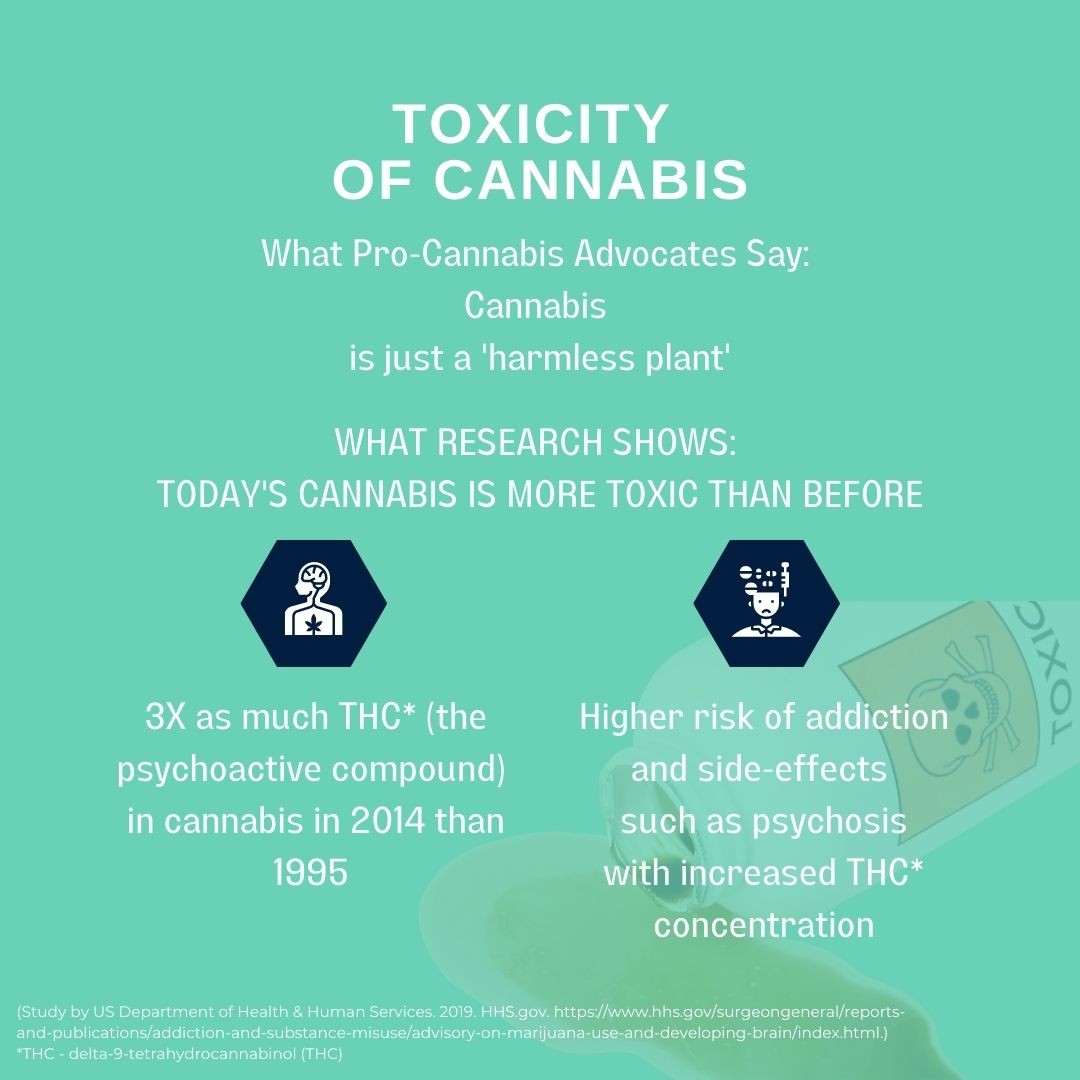 TOXICITY
OF CANNABIS
What Pro-Cannabis Advocates Say:
Cannabis
is just a 'harmless plant'
WHAT RESEARCH SHOWS:
TODAY'S CANNABIS IS MORE TOXIC THAN BEFORE
TOXIC
3X as much THC* (the
psychoactive compound)
in cannabis in 2014 than
1995
Higher risk of addiction
and side-effects
such as psychosis
with increased THC*
concentration
(Study by US Department of Health & Human Services. 2019. HHS.gov. https://www.hhs.gov/surgeongeneral/reports-
and-publications/addiction-and-substance-misuse/advisory-on-marijuana-use-and-developing-brain/index.html.)
*THC - delta-9-tetrahydrocannabinol (THC)